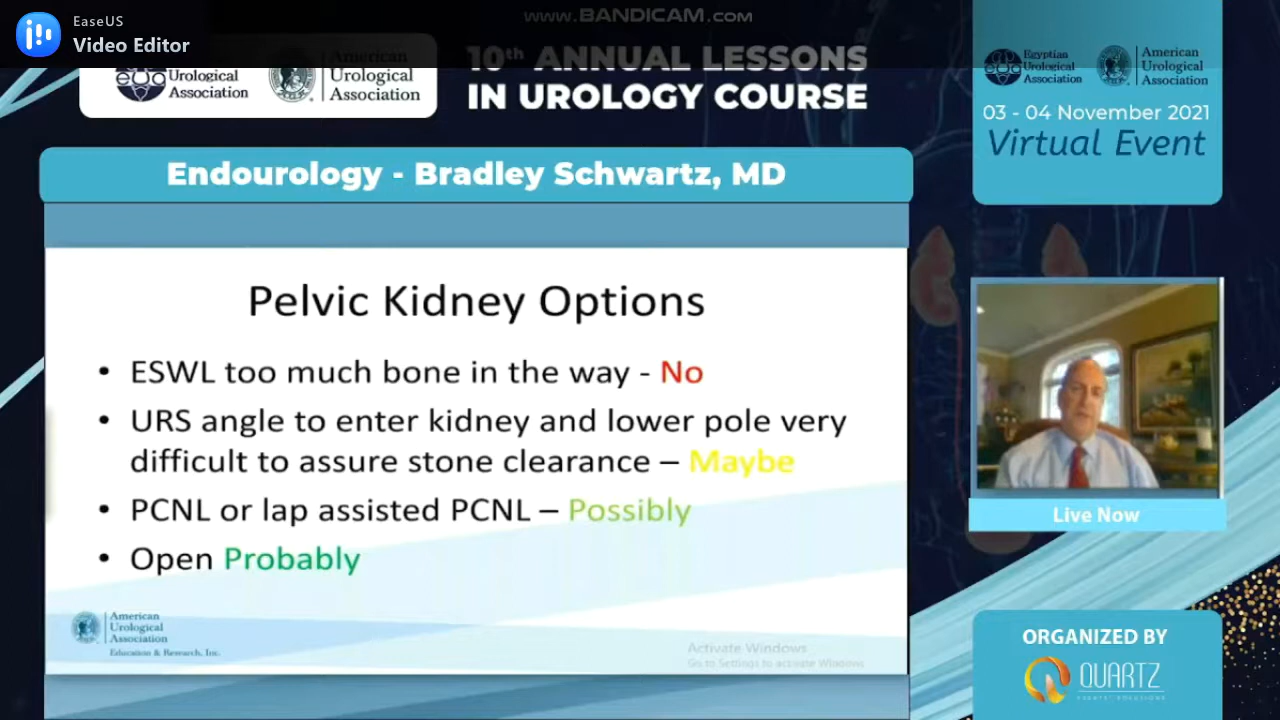 EaseUS
Video Editor
www.BANDICAM.com
Urological
Association
American
Urological
Association
10th ANNUAL LESSONS
IN UROLOGY COURSE
Egyptian
Urological
Association
American
Urological
Association
03 - 04 November 2021
Virtual Event
Endourology - Bradley Schwartz, MD
Pelvic Kidney Options
• ESWL too much bone in the way - No
• URS angle to enter kidney and lower pole very
difficult to assure stone clearance – Maybe
• PCNL or lap assisted PCNL – Possibly
• Open Probably
American
Urological
Association
Education & Research, Inc.
Activate Windows
Go to Settings to activate Windows
Live Now
ORGANIZED BY
QUARTZ